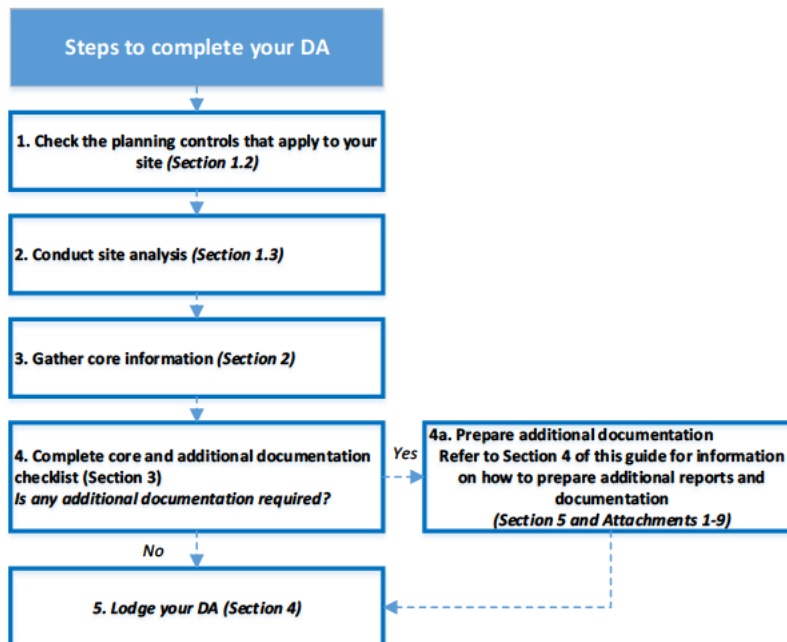 Steps to complete your DA
1. Check the planning controls that apply to your
site (Section 1.2)
2. Conduct site analysis (Section 1.3)
3. Gather core information (Section 2)
4. Complete core and additional documentation
checklist (Section 3)
Is any additional documentation required?
Yes
4a. Prepare additional documentation
Refer to Section 4 of this guide for information
on how to prepare additional reports and
documentation
(Section 5 and Attachments 1-9)
No
5. Lodge your DA (Section 4)